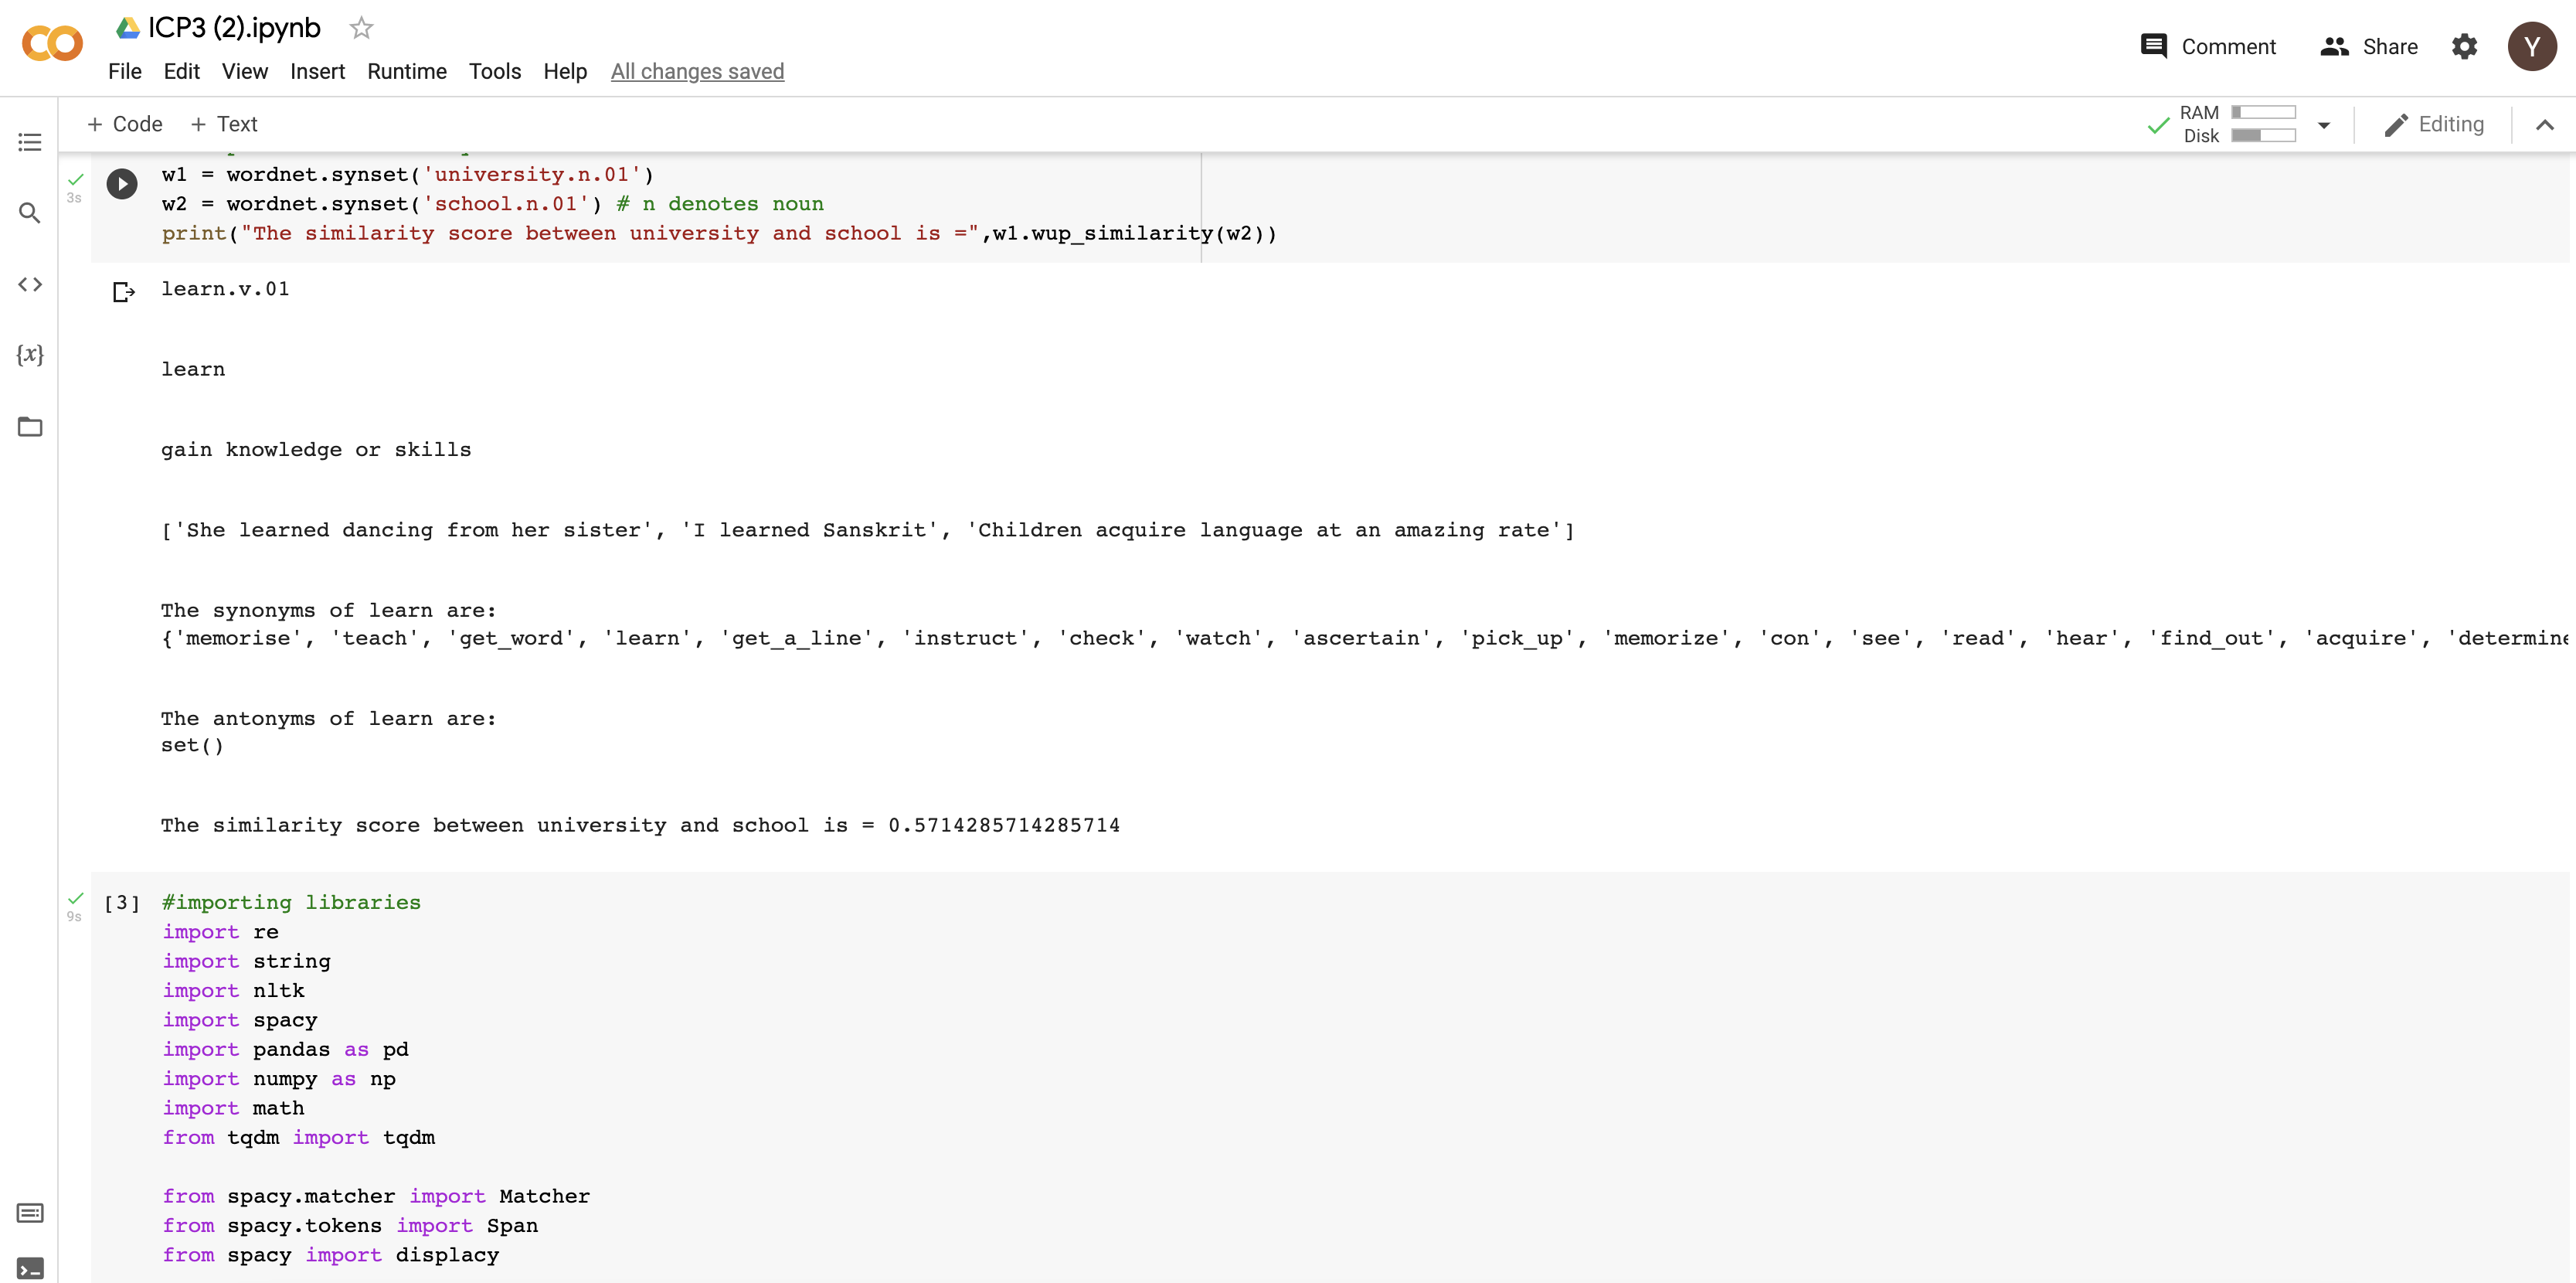 ICP3 (2).ipynb
File Edit View Insert Runtime Tools Help All changes saved
Comment Share Y
+ Code + Text
RAM
Disk
Editing
3s
w1 = wordnet.synset('university.n.01')
w2 = wordnet.synset('school.n.01') # n denotes noun
print("The similarity score between university and school is =",w1.wup_similarity(w2))
learn.v.01
{x}
learn
gain knowledge or skills
['She learned dancing from her sister', 'I learned Sanskrit', 'Children acquire language at an amazing rate']
The synonyms of learn are:
{'memorise', 'teach', 'get_word', 'learn', 'get_a_line', 'instruct', 'check', 'watch', 'ascertain', 'pick_up', 'memorize', 'con', 'see', 'read', 'hear', 'find_out', 'acquire', 'determine
The antonyms of learn are:
set()
The similarity score between university and school is = 0.5714285714285714
9s
[3] #importing libraries
import re
import string
import nltk
import spacy
import pandas as pd
import numpy as np
import math
from tqdm import tqdm
from spacy.matcher import Matcher
from spacy.tokens import Span
from spacy import displacy